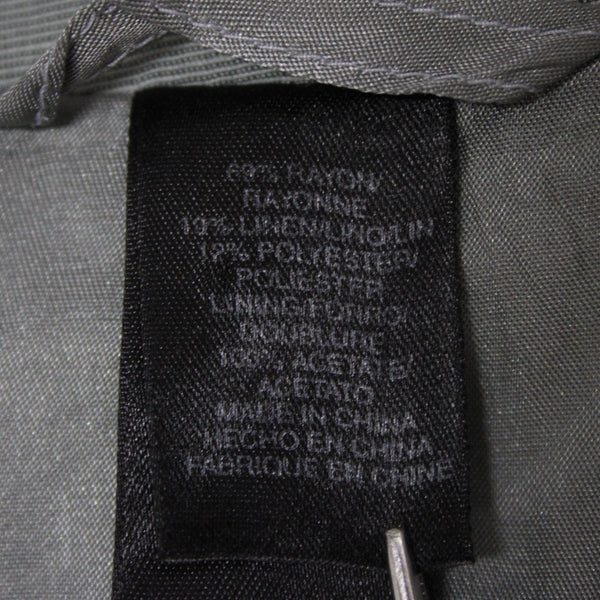 RAYON/
RAYONNE
LINEN/LINO/LIN
POLYESTER/
POLIESTER
LINING/FORRO/
DOUBLURE
100% ACETATE/
ACETATO
MADE IN CHINA
HECHO EN CHINA
FABRIQUE EN CHINE